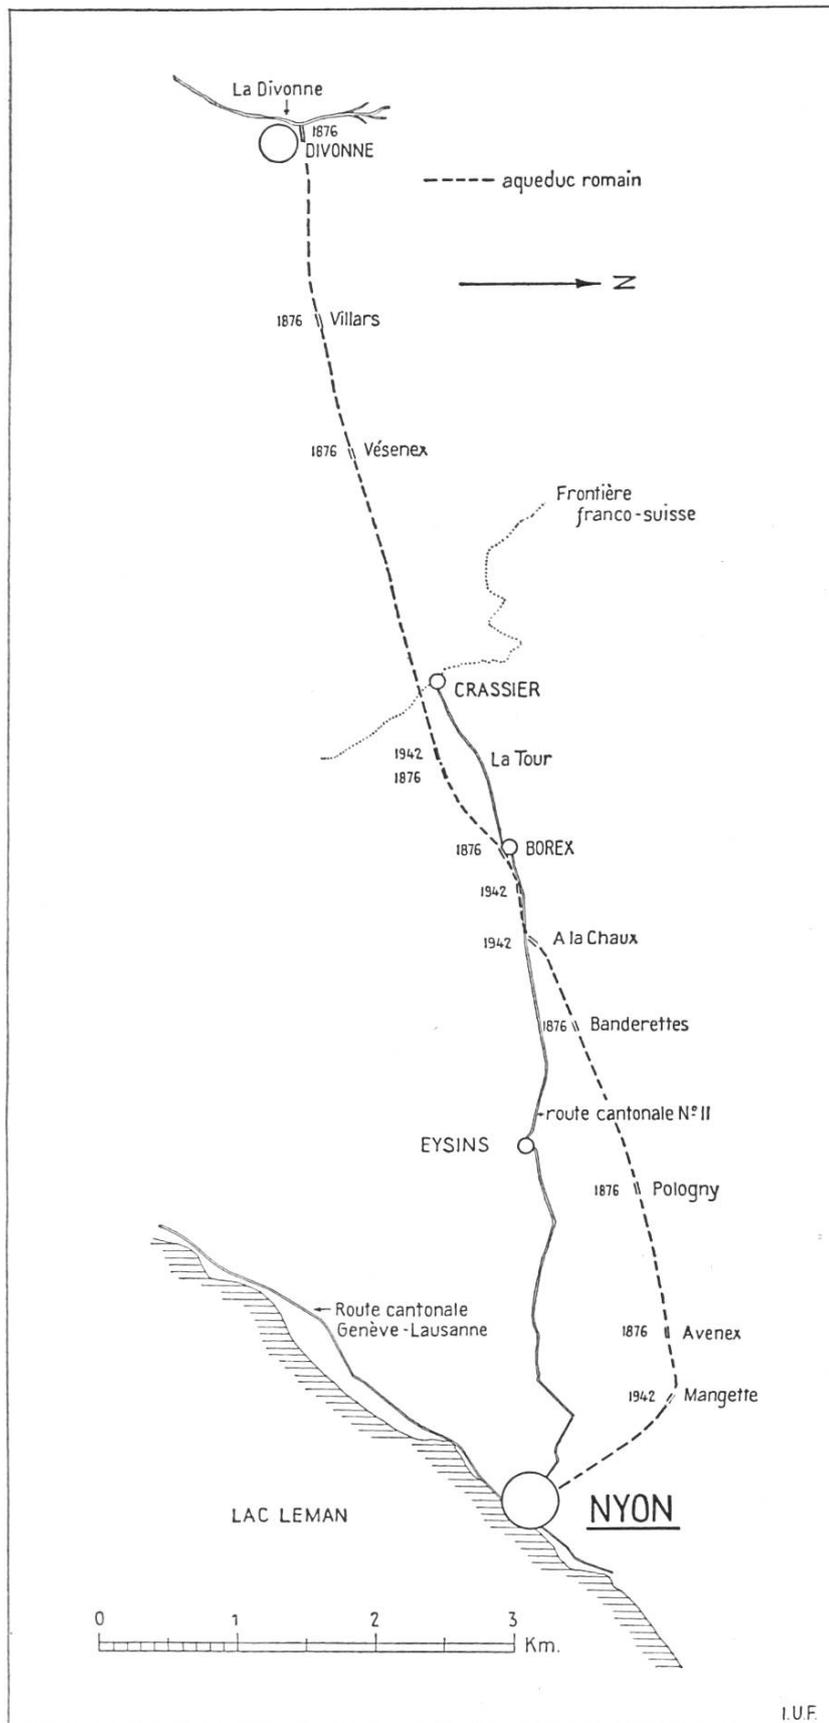 La Divonne
1876
DIVONNE
aqueduc romain
N
1876 Villars
1876 Vésenex
Frontière
franco-suisse
CRASSIER
1942
La Tour
1876
1876 BOREX
1942
1942 A la Chaux
1876 Banderettes
route cantonale Nº II
EYSINS
1876 Pologny
Route cantonale
Genève-Lausanne
1876 Avenex
1942 Mangette
LAC LEMAN
NYON
0 1 2 3
Km.
I.U.F.